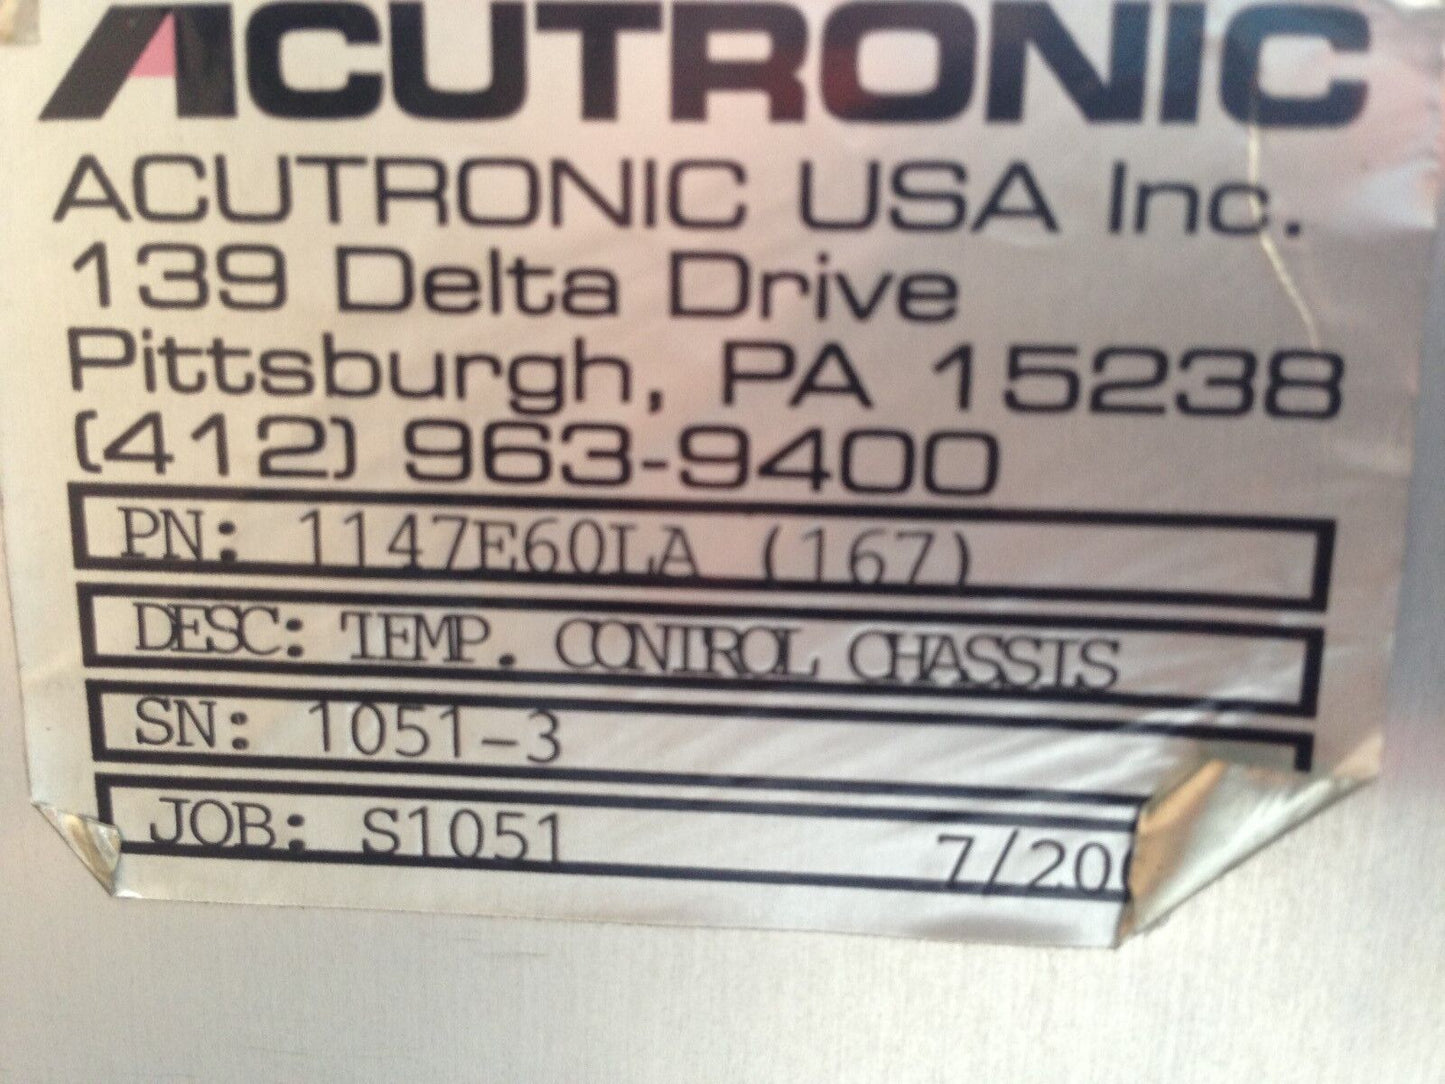 ACUTRONIC
ACUTRONIC USA Inc.
139 Delta Drive
Pittsburgh, PA 15238
(412) 963-9400
PN: 1147E60LA (167)
DESC: TEMP. CONTROL CHASSIS
SN: 1051-3
JOB: S1051